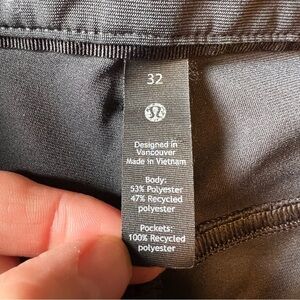 32
Designed in
Vancouver
Made in Vietnam
Body:
53% Polyester
47% Recycled
polyester
Pockets:
100% Recycled
polyester